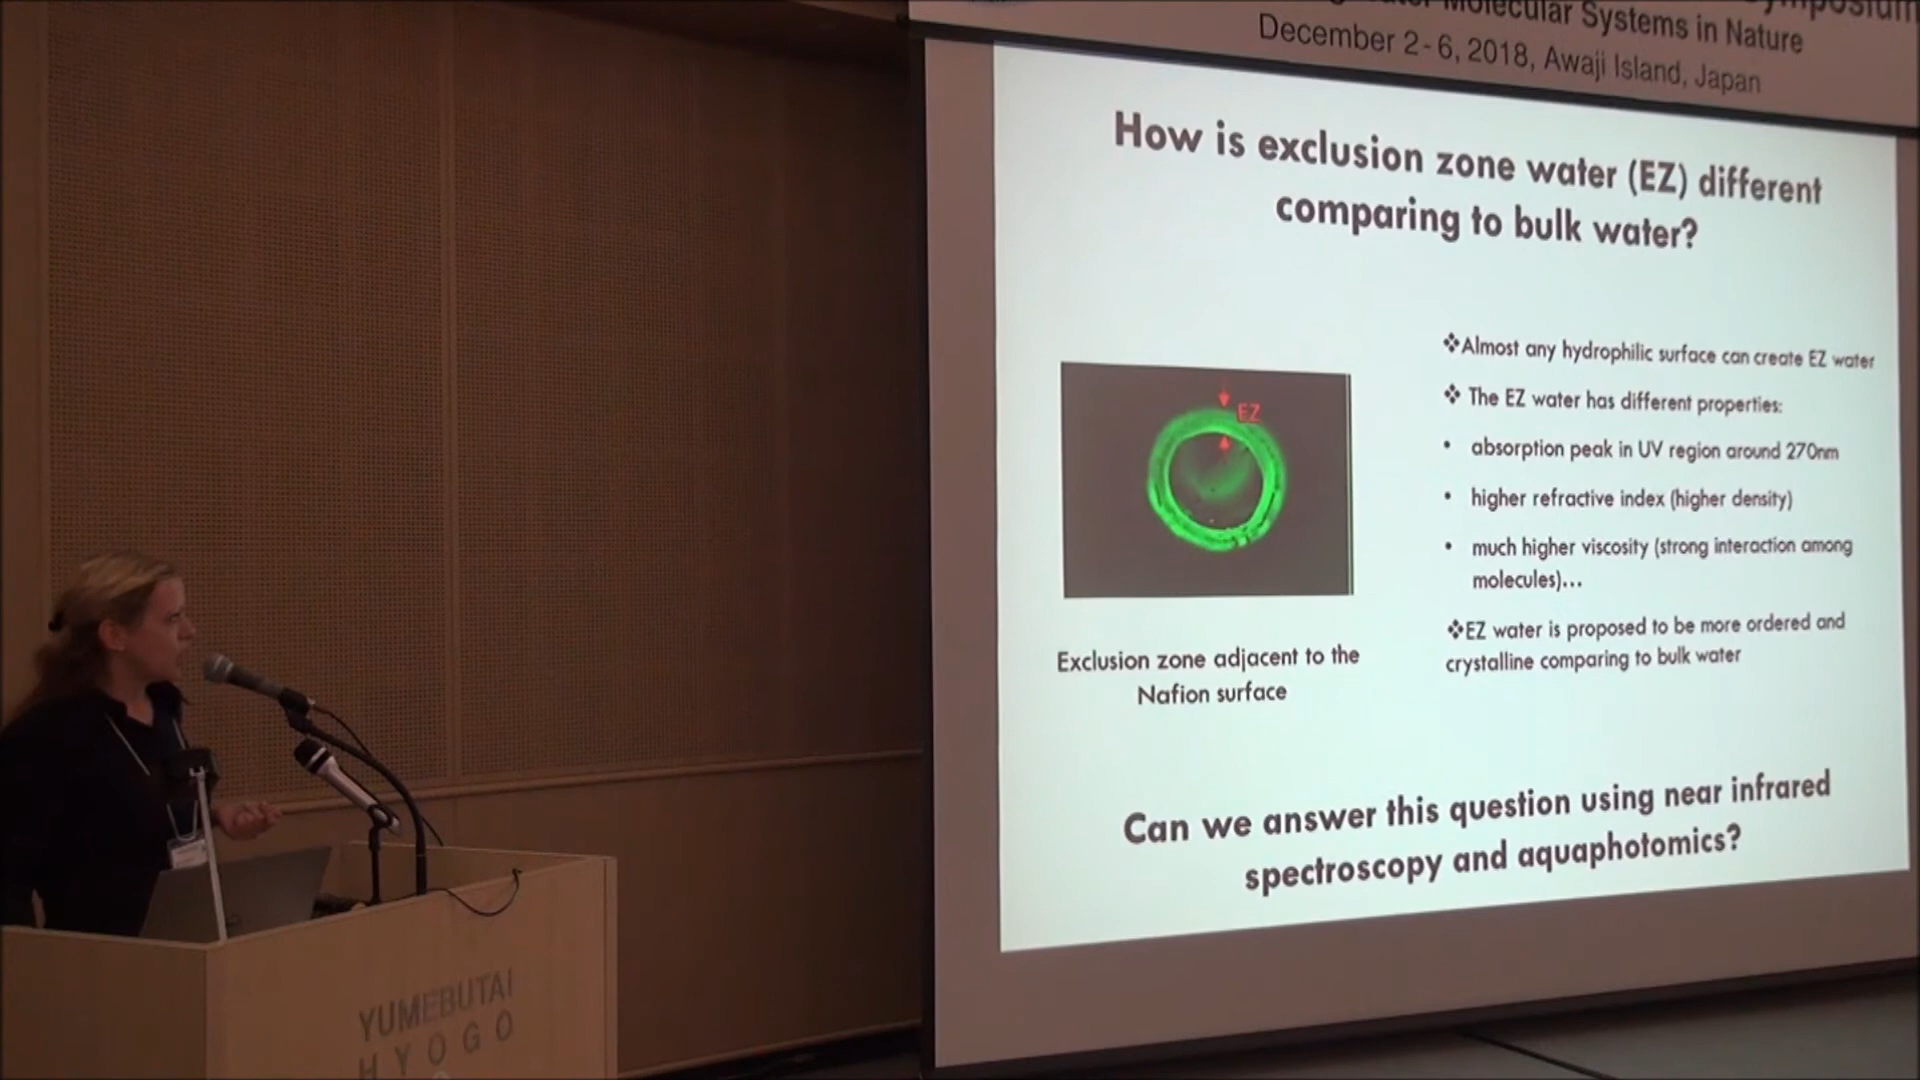 Molecular Systems in Nature
December 2 - 6, 2018, Awaji Island, Japan
How is exclusion zone water (EZ) different
comparing to bulk water?
EZ
Exclusion zone adjacent to the
Nafion surface
❖Almost any hydrophilic surface can create EZ water
❖ The EZ water has different properties:
• absorption peak in UV region around 270nm
• higher refractive index (higher density)
• much higher viscosity (strong interaction among
molecules)...
❖EZ water is proposed to be more ordered and
crystalline comparing to bulk water
Can we answer this question using near infrared
spectroscopy and aquaphotomics?
YUMEBUTAI
HYOGO